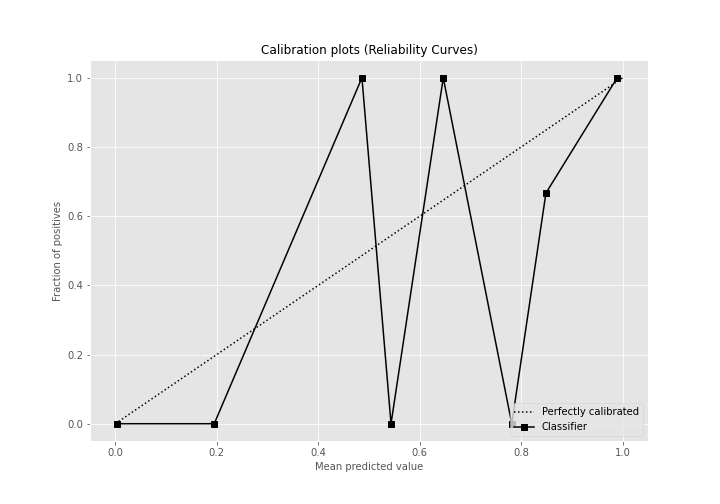 Calibration plots (Reliability Curves)
1.0
0.8
0.6
0.4
0.2
0.0
Fraction of positives
0.0 0.2 0.4 0.6 0.8 1.0
Mean predicted value
Perfectly calibrated
Classifier